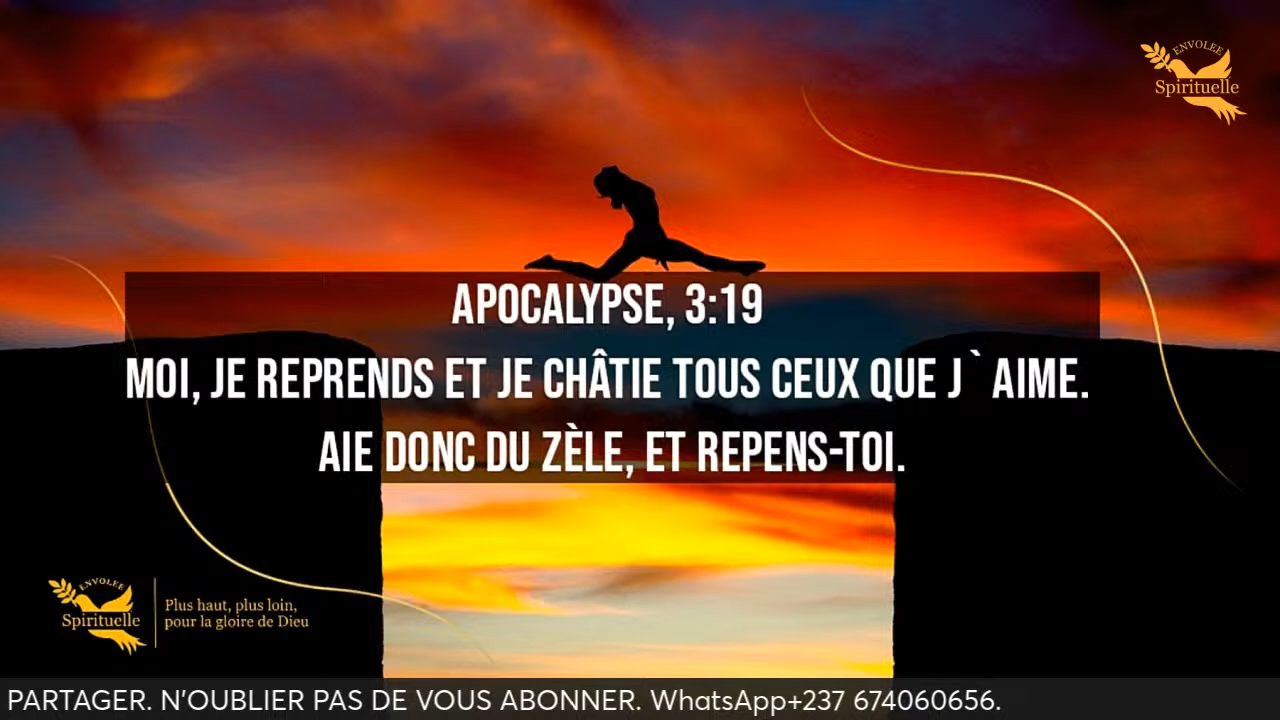 ENVOLEE
Spirituelle
APOCALYPSE, 3:19
MOI, JE REPRENDS ET JE CHÂTIE TOUS CEUX QUE J`AIME.
AIE DONC DU ZÈLE, ET REPENS-TOI.
ENVOLEE
Spirituelle
Plus haut, plus loin,
pour la gloire de Dieu
PARTAGER. N'OUBLIER PAS DE VOUS ABONNER. WhatsApp+237 674060656.